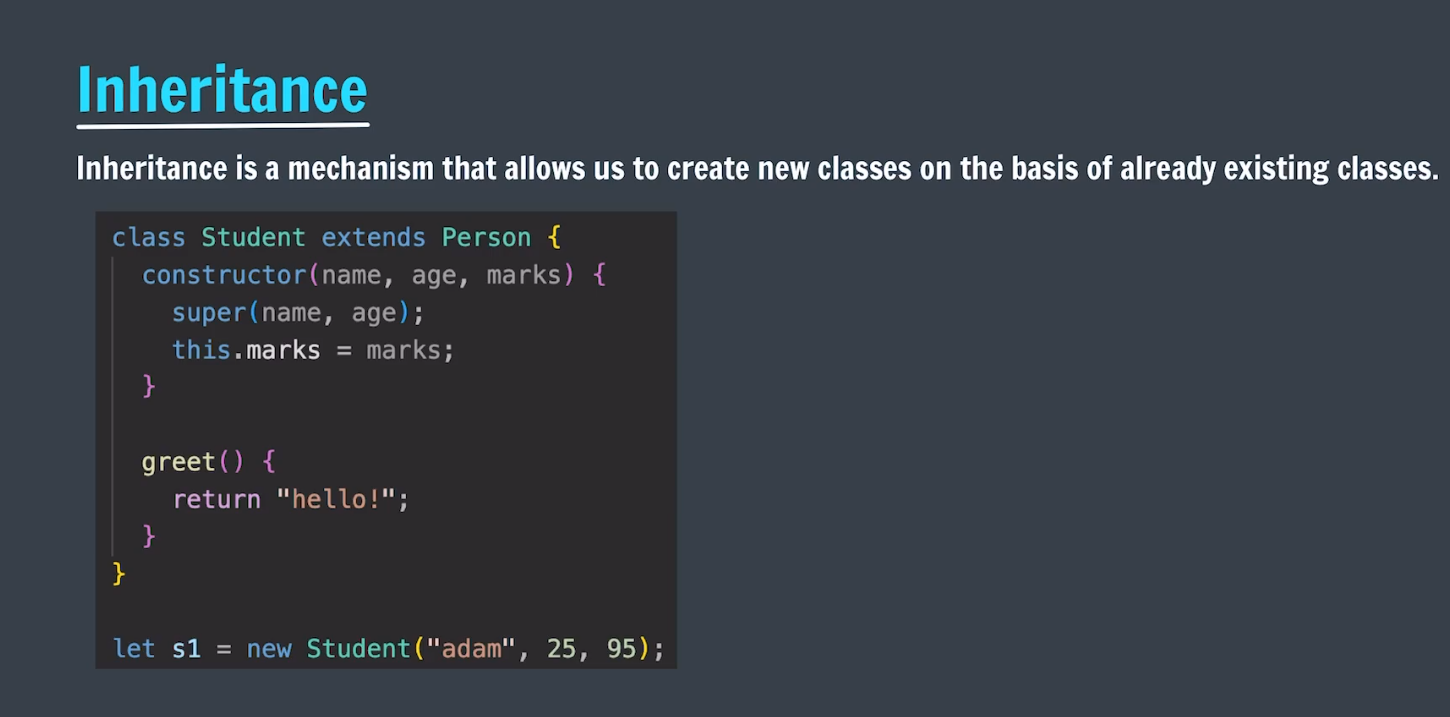 Inheritance
Inheritance is a mechanism that allows us to create new classes on the basis of already existing classes.
class Student extends Person {
  constructor(name, age, marks) {
    super(name, age);
    this.marks = marks;
  }
  greet() {
    return "hello!";
  }
}
let s1 = new Student("adam", 25, 95);